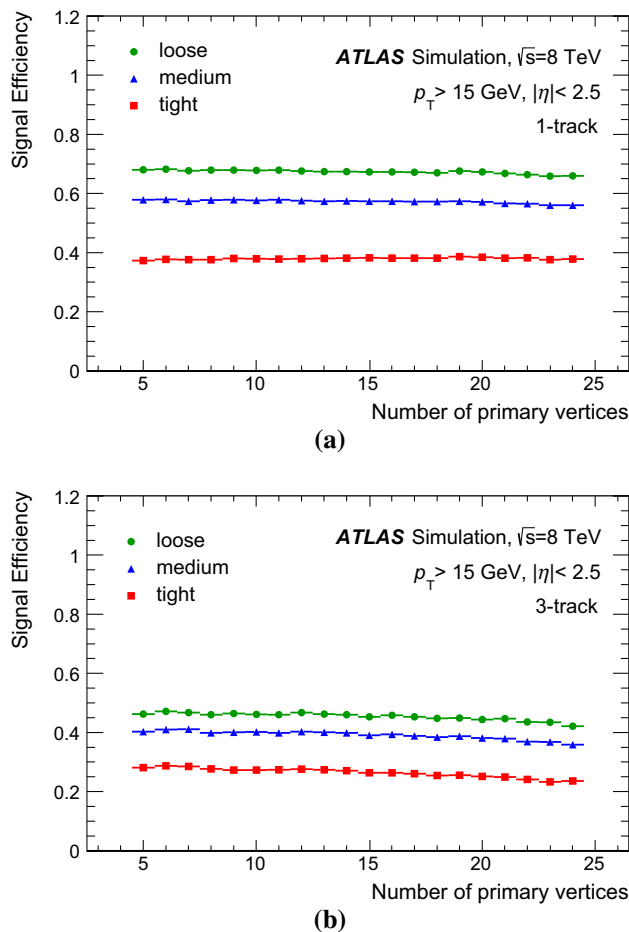 Signal Efficiency
1.2
1
0.8
0.6
0.4
0.2
0
loose
medium
tight
ATLAS Simulation, √s=8 TeV
pT> 15 GeV, |η|< 2.5
1-track
5 10 15 20 25
Number of primary vertices
(a)
Signal Efficiency
1.2
1
0.8
0.6
0.4
0.2
0
loose
medium
tight
ATLAS Simulation, √s=8 TeV
pT> 15 GeV, |η|< 2.5
3-track
5 10 15 20 25
Number of primary vertices
(b)